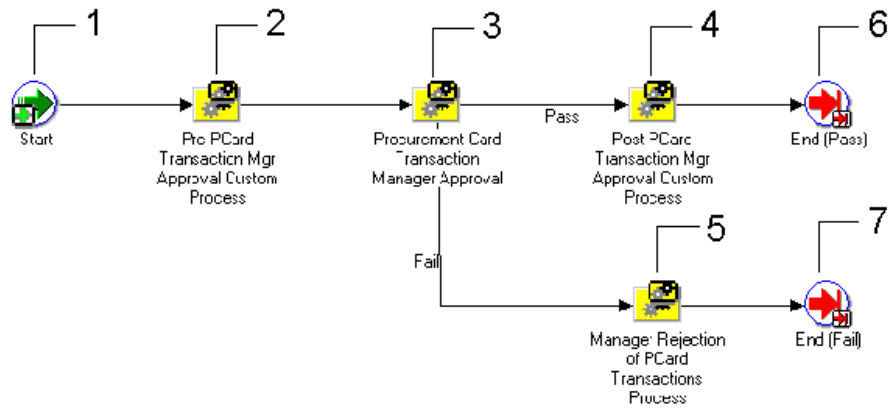 1
2
3
4
6
Start
Pre PCard
Transaction Mgr
Approval Custom
Process
Procurement Card
Transaction
Manager Approval
Pass
Post PCard
Transaction Mgr
Approval Custom
Process
End (Pass)
5
7
Fail
Manager Rejection
of PCard
Transactions
Process
End (Fail)